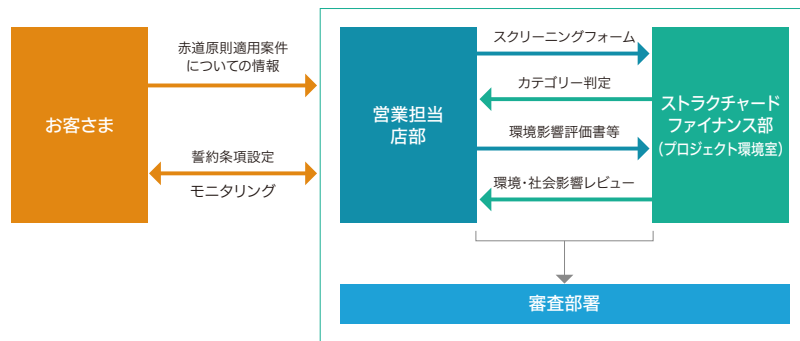 お客さま
赤道原則適用案件
についての情報
誓約条項設定
モニタリング
営業担当
店部
スクリーニングフォーム
カテゴリー判定
環境影響評価書等
環境・社会影響レビュー
ストラクチャード
ファイナンス部
(プロジェクト環境室)
審査部署